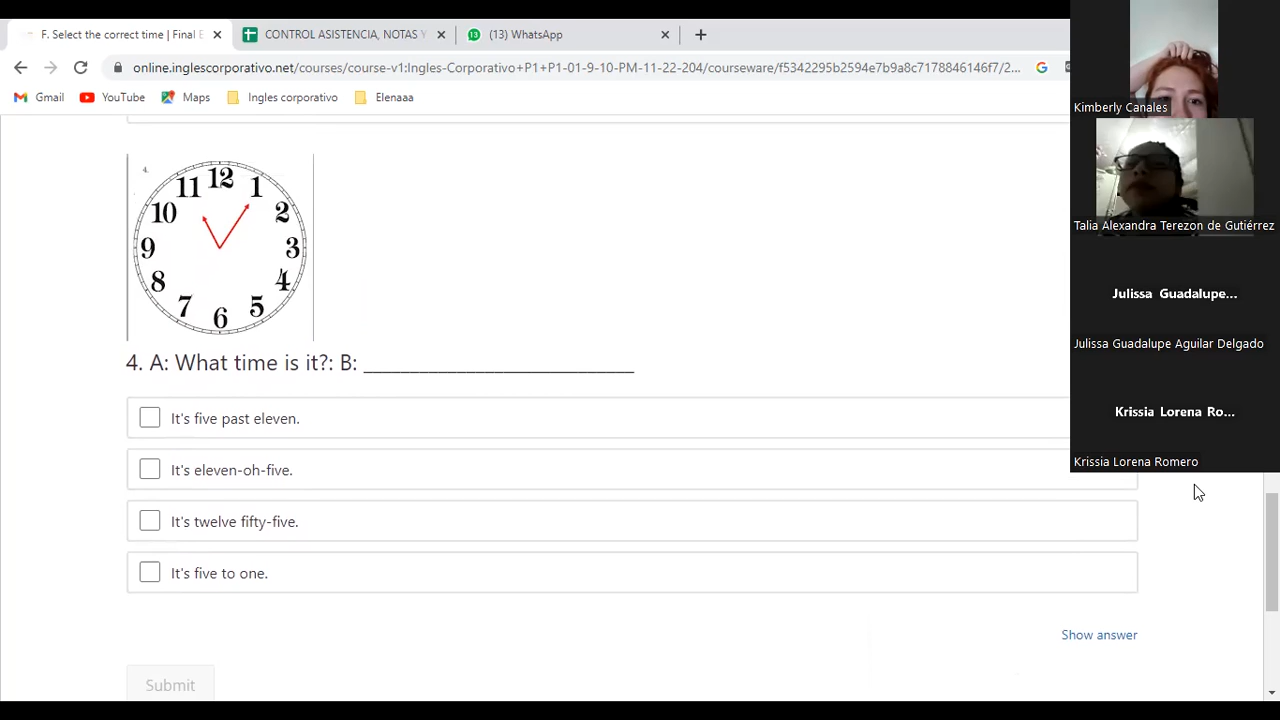 F. Select the correct time | Final E
CONTROL ASISTENCIA, NOTAS Y
(13) WhatsApp
online.inglescorporativo.net/courses/course-v1:Ingles-Corporativo+P1+P1-01-9-10-PM-11-22-204/courseware/f5342295b2594e7b9a8c7178846146f7/2...
Gmail
YouTube
Maps
Ingles corporativo
Elenaaa
Kimberly Canales
Talia Alexandra Terezon de Gutiérrez
Julissa Guadalupe...
Julissa Guadalupe Aguilar Delgado
Krissia Lorena Ro...
Krissia Lorena Romero
4.
12
11 1
10 2
9 3
8 4
7 5
6
4. A: What time is it?: B: ___________________________
It's five past eleven.
It's eleven-oh-five.
It's twelve fifty-five.
It's five to one.
Show answer
Submit